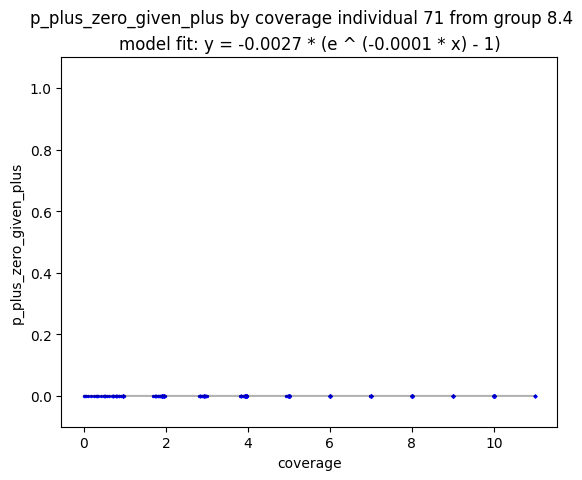 p_plus_zero_given_plus by coverage individual 71 from group 8.4
model fit: y = -0.0027 * (e ^ (-0.0001 * x) - 1)
1.0
0.8
0.6
0.4
0.2
0.0
p_plus_zero_given_plus
0 2 4 6 8 10
coverage